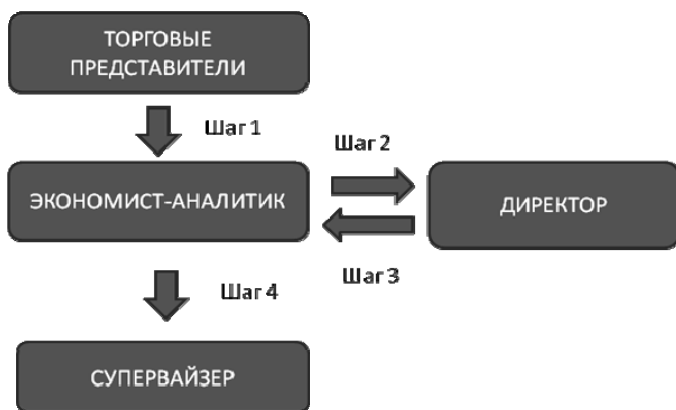 ТОРГОВЫЕ
ПРЕДСТАВИТЕЛИ
Шаг 1
Шаг 2
ЭКОНОМИСТ-АНАЛИТИК
ДИРЕКТОР
Шаг 3
Шаг 4
СУПЕРВАЙЗЕР